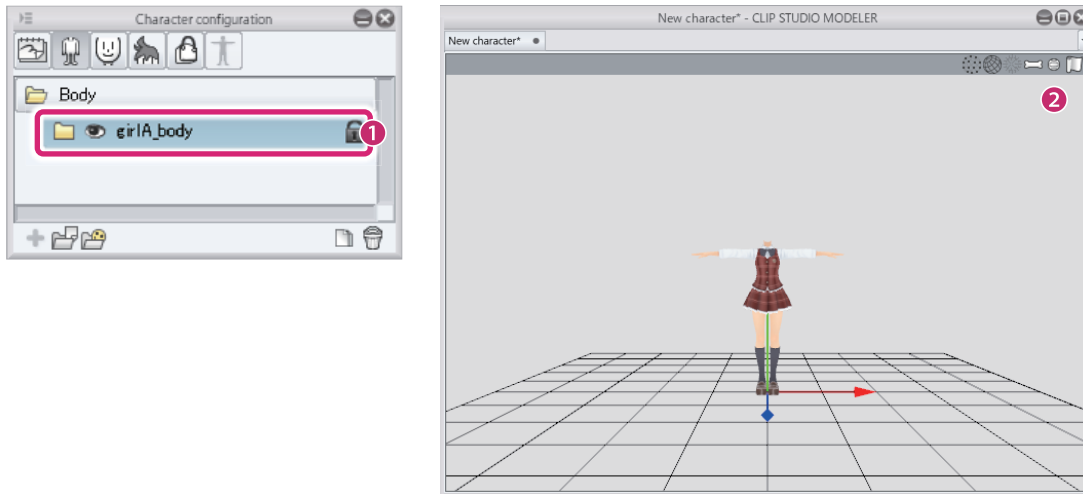 Character configuration
Body
girlA_body
1
New character* - CLIP STUDIO MODELER
New character*
2